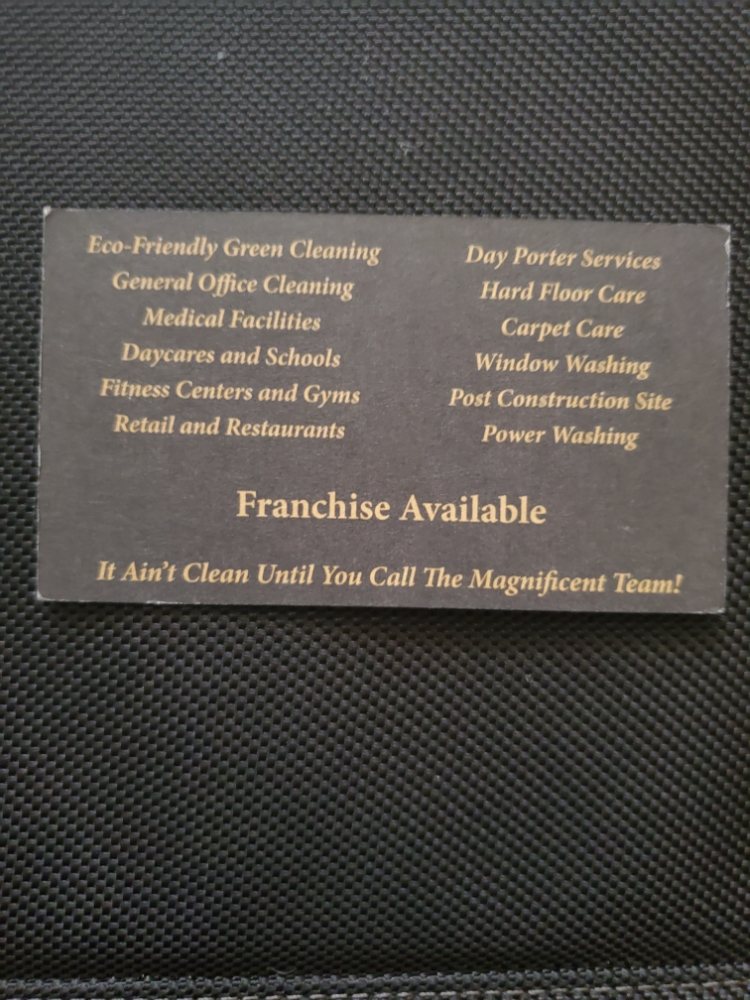 Eco-Friendly Green Cleaning
General Office Cleaning
Medical Facilities
Daycares and Schools
Fitness Centers and Gyms
Retail and Restaurants
Day Porter Services
Hard Floor Care
Carpet Care
Window Washing
Post Construction Site
Power Washing
Franchise Available
It Ain't Clean Until You Call The Magnificent Team!